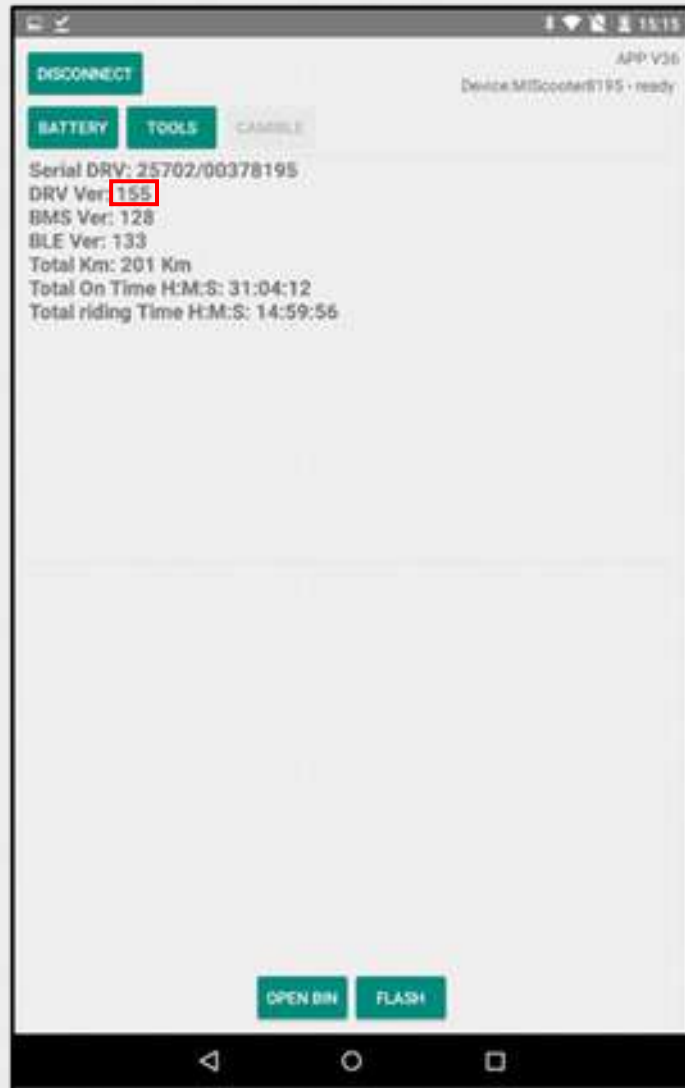 15:15
DISCONNECT
APP V36
Device:MIScooter8195 - ready
BATTERY TOOLS
Serial DRV: 25702/00378195
DRV Ver: 155
BMS Ver: 128
BLE Ver: 133
Total Km: 201 Km
Total On Time H:M:S: 31:04:12
Total riding Time H:M:S: 14:59:56
OPEN BIN FLASH